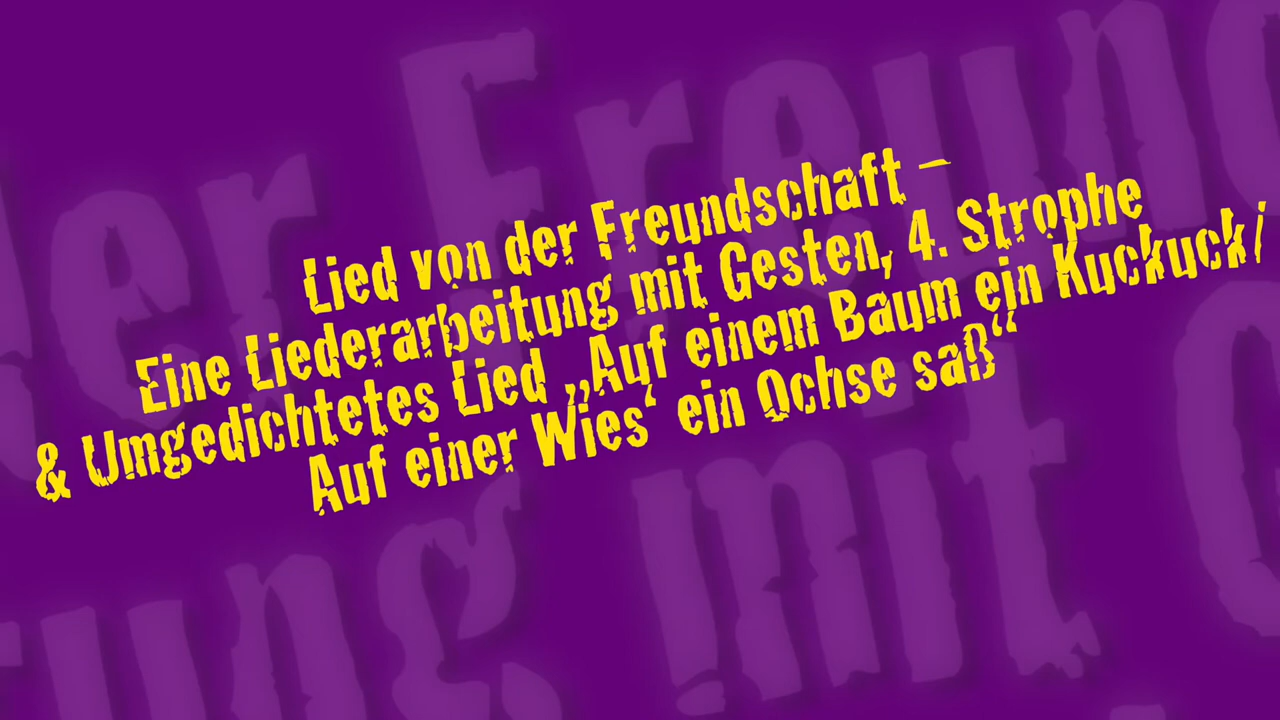 Lied von der Freundschaft –
Eine Liederarbeitung mit Gesten, 4. Strophe
& Umgedichtetes Lied „Auf einem Baum ein Kuckuck/
Auf einer Wies‘ ein Ochse saß“